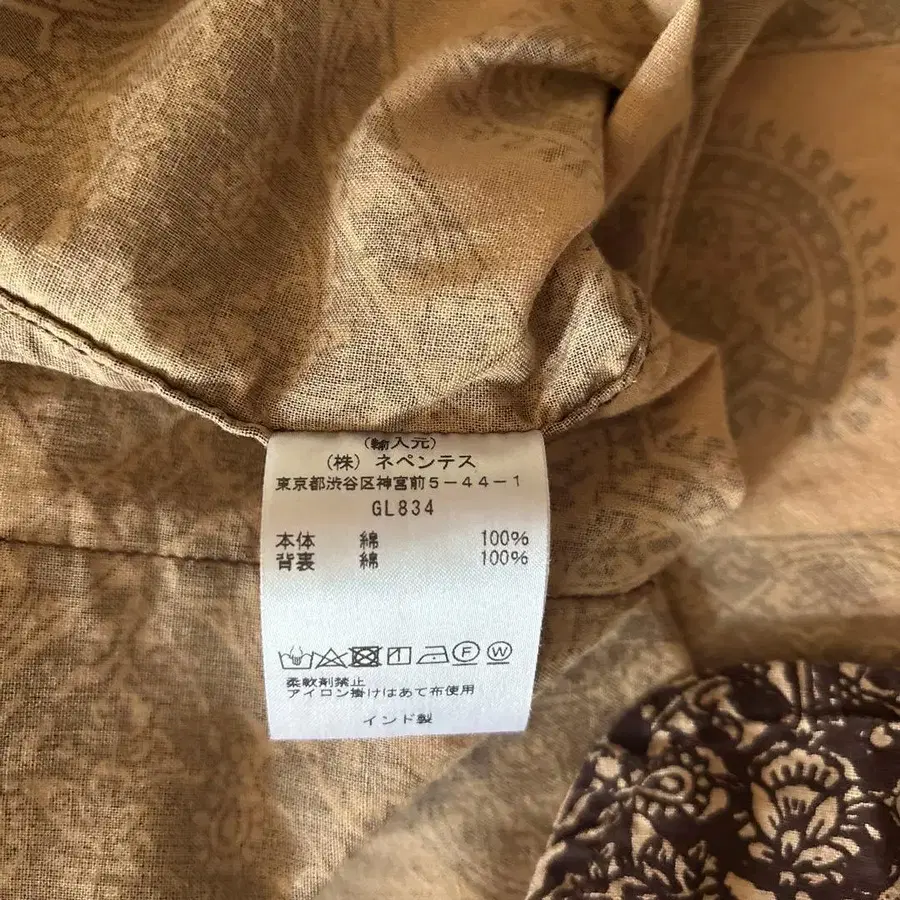 (輸入元)
(株) ネペンテス
東京都渋谷区神宮前5-44-1
GL834
本体 綿 100%
背裏 綿 100%
F W
柔軟剤禁止
アイロン掛けはあて布使用
インド製